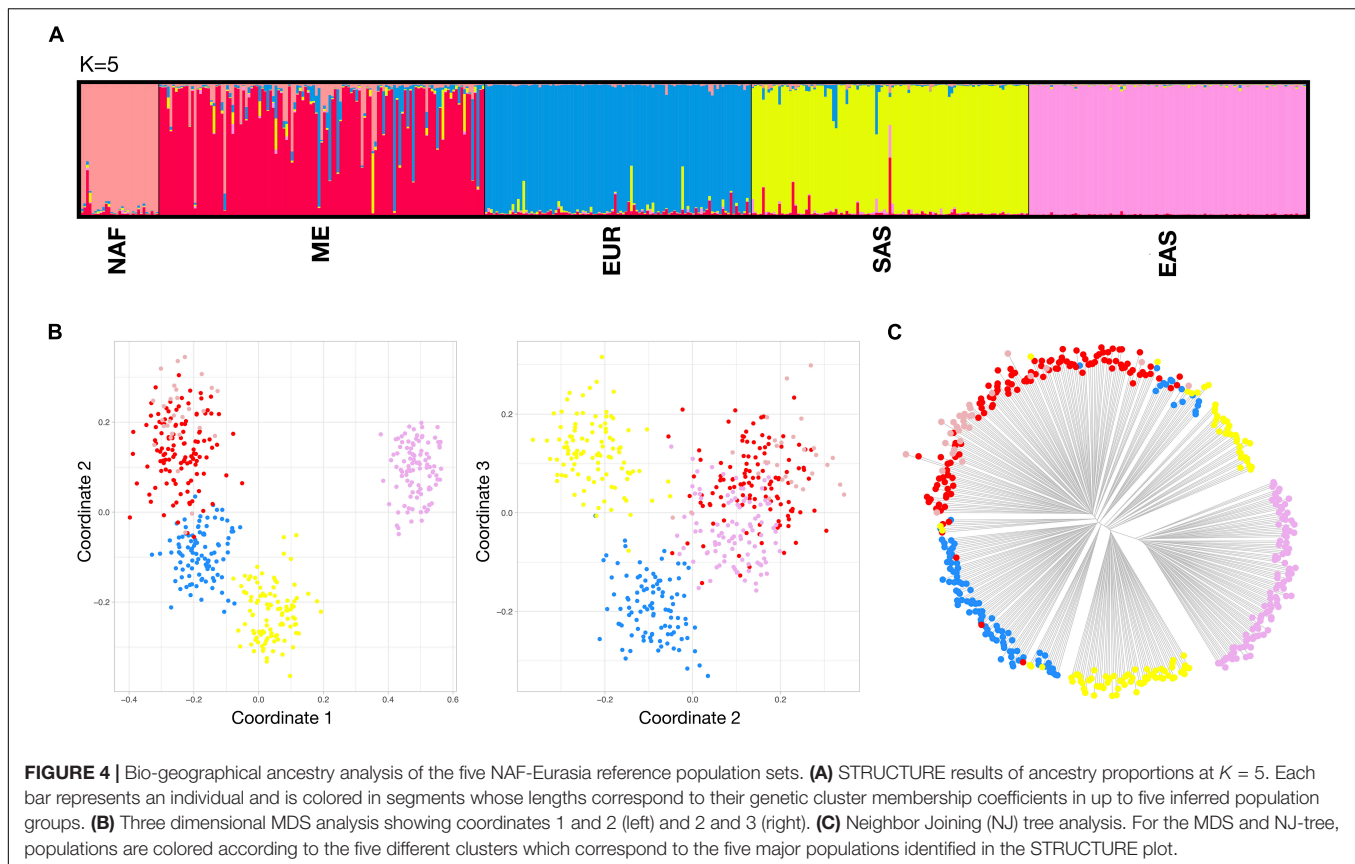 A
K=5
NAF
ME
EUR
SAS
EAS
B
C
0.2
0.0
−0.2
−0.4
−0.2
0.0
0.2
0.4
0.6
Coordinate 2
Coordinate 1
0.2
0.0
−0.2
−0.2
0.0
0.2
Coordinate 3
Coordinate 2
FIGURE 4 | Bio-geographical ancestry analysis of the five NAF-Eurasia reference population sets. (A) STRUCTURE results of ancestry proportions at K = 5. Each
bar represents an individual and is colored in segments whose lengths correspond to their genetic cluster membership coefficients in up to five inferred population
groups. (B) Three dimensional MDS analysis showing coordinates 1 and 2 (left) and 2 and 3 (right). (C) Neighbor Joining (NJ) tree analysis. For the MDS and NJ-tree,
populations are colored according to the five different clusters which correspond to the five major populations identified in the STRUCTURE plot.